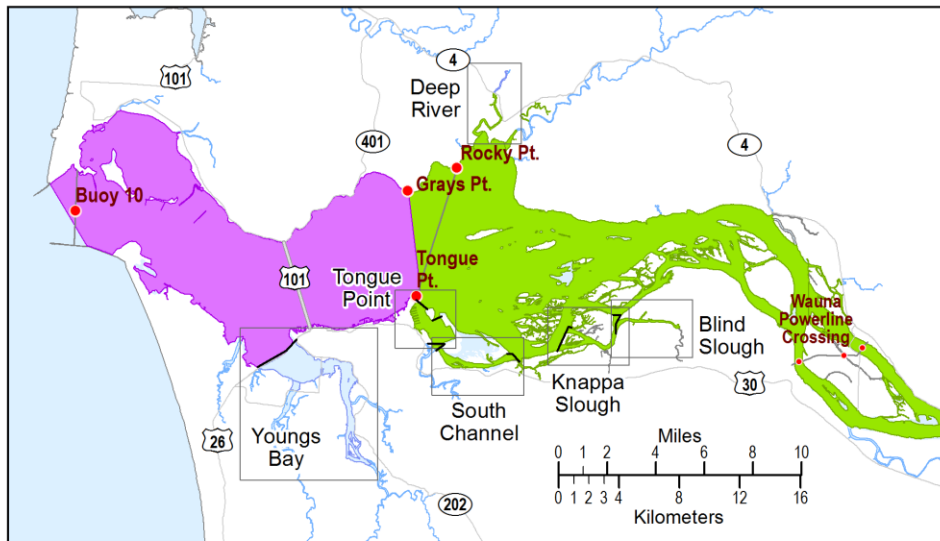 101
4
Deep
River
401
Rocky Pt.
4
Grays Pt.
Buoy 10
101
Tongue
Pt.
Tongue
Point
Wauna
Powerline
Crossing
Blind
Slough
30
Knappa
Slough
South
Channel
Youngs
Bay
26
202
Miles
0 1 2 4 6 8 10
0 1 2 3 4 8 12 16
Kilometers